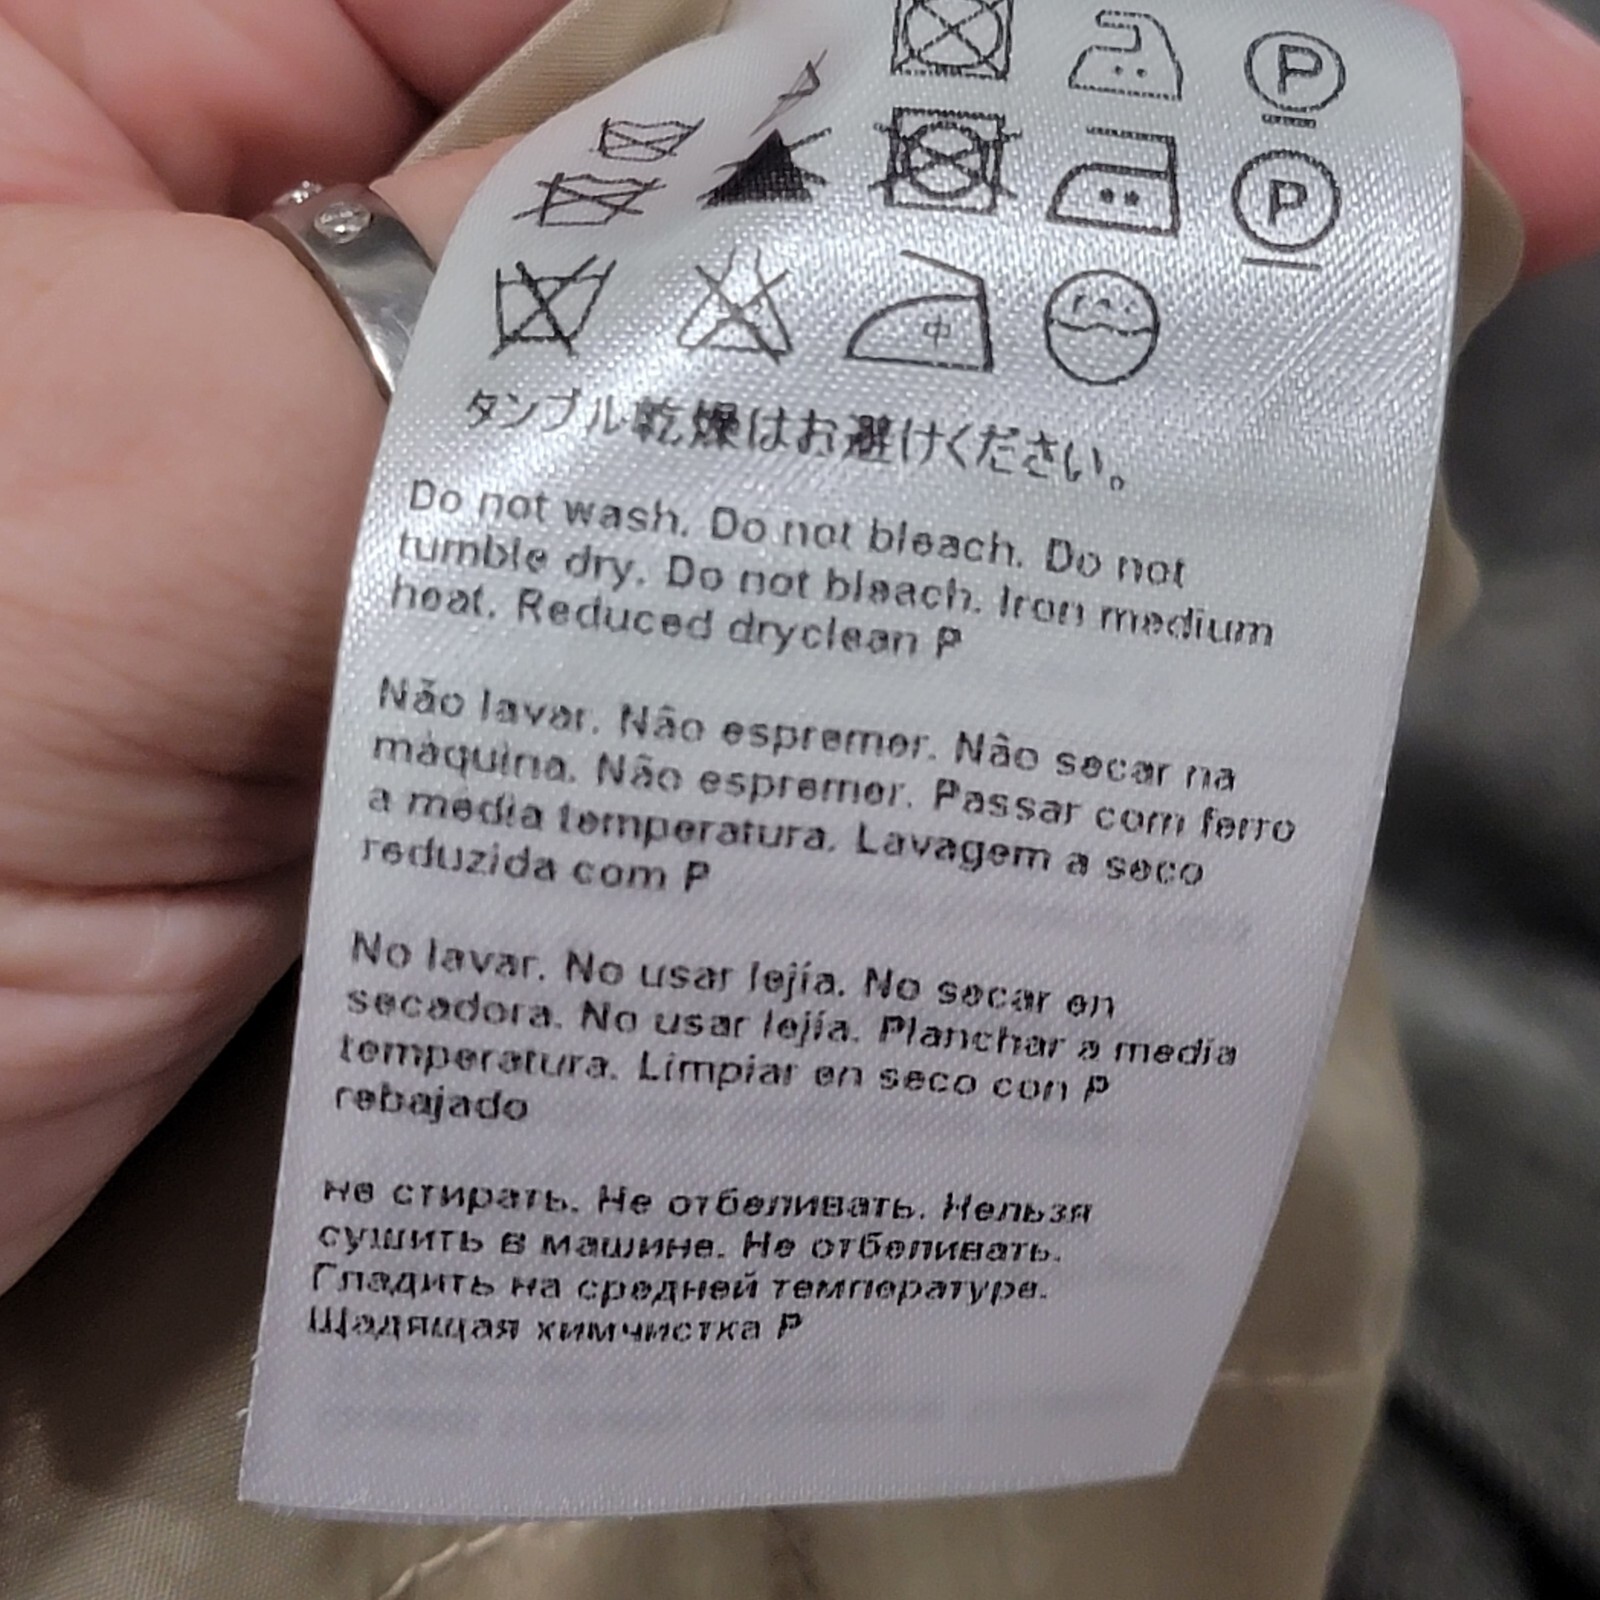 P
P
中
タンブル乾燥はお避けください。
Do not wash. Do not bleach. Do not
tumble dry. Do not bleach. Iron medium
heat. Reduced dryclean P
Não lavar. Não espremer. Não secar na
máquina. Não espremer. Passar com ferro
a média temperatura. Lavagem a seco
reduzida com P
No lavar. No usar lejía. No secar en
secadora. No usar lejía. Planchar a media
temperatura. Limpiar en seco con P
rebajado
не стирать. Не отбеливать. Нельзя
сушить в машине. Не отбеливать.
Гладить на средней температуре.
Щадящая химчистка P